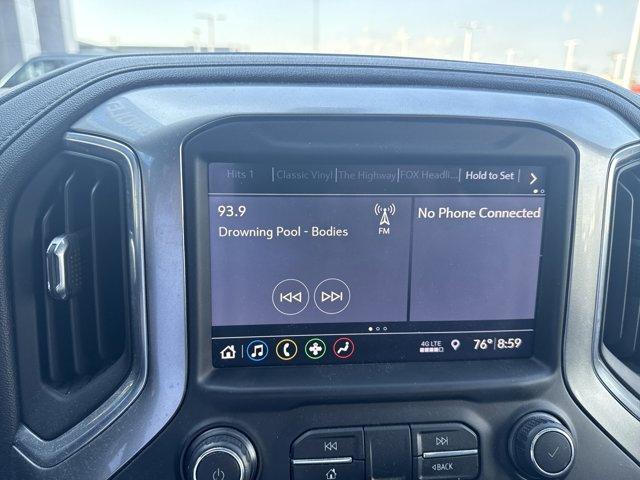 Hits 1 | Classic Vinyl | The Highway | FOX Headli... | Hold to Set |
93.9
Drowning Pool - Bodies
FM
No Phone Connected
4G LTE 76° 8:59
BACK